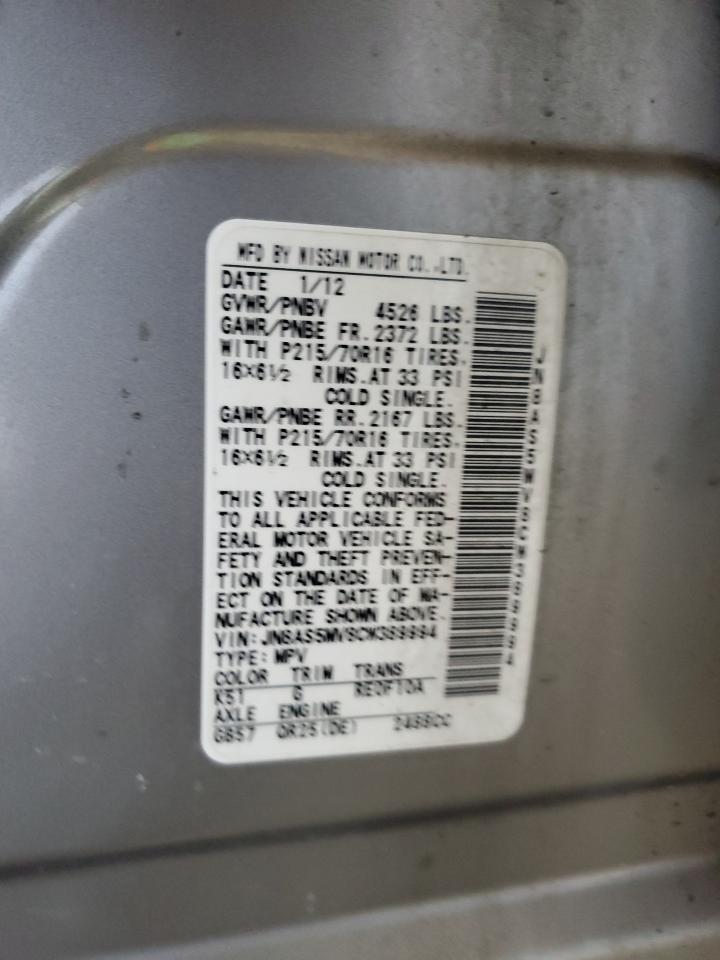 MFD BY NISSAN MOTOR CO.,LTD.
DATE 1/12
GVWR/PNBV 4526 LBS.
GAWR/PNBE FR. 2372 LBS.
WITH P215/70R16 TIRES.
16×6½ RIMS.AT 33 PSI
COLD SINGLE.
GAWR/PNBE RR. 2167 LBS.
WITH P215/70R16 TIRES.
16×6½ RIMS.AT 33 PSI
COLD SINGLE.
THIS VEHICLE CONFORMS
TO ALL APPLICABLE FED-
ERAL MOTOR VEHICLE SA-
FETY AND THEFT PREVEN-
TION STANDARDS IN EFF-
ECT ON THE DATE OF MA-
NUFACTURE SHOWN ABOVE.
VIN:
TYPE: MPV
COLOR TRIM TRANS
K51 G RE0F10A
AXLE ENGINE
GB57 QR25(DE) 2488CC